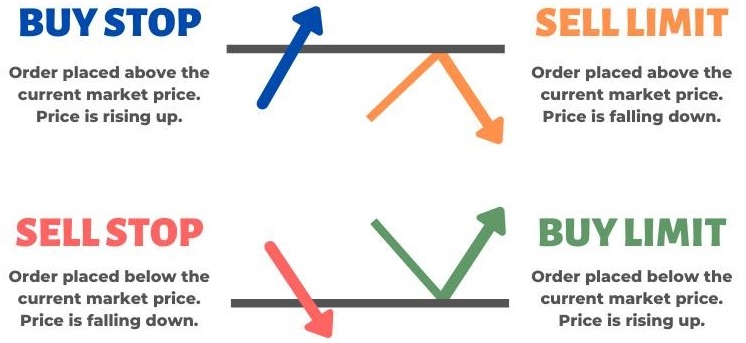 BUY STOP
Order placed above the
current market price.
Price is rising up.
SELL LIMIT
Order placed above the
current market price.
Price is falling down.
SELL STOP
Order placed below the
current market price.
Price is falling down.
BUY LIMIT
Order placed below the
current market price.
Price is rising up.